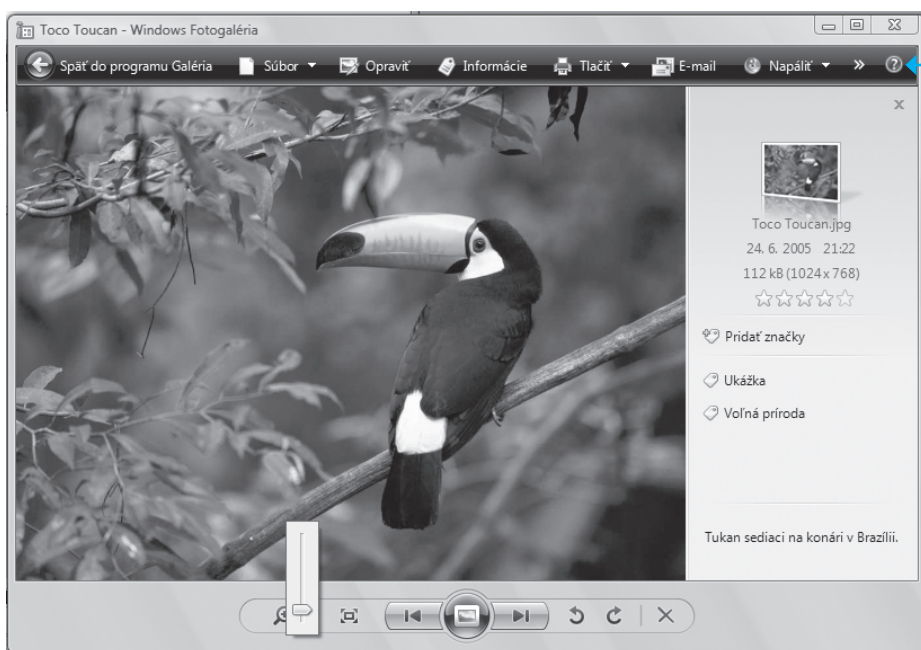 Toco Toucan - Windows Fotogaléria
Späť do programu Galéria Súbor Opraviť Informácie Tlačiť E-mail Napáliť » ?
x
Toco Toucan.jpg
24. 6. 2005 21:22
112 kB (1024 x 768)
Pridať značky
Ukážka
Voľná príroda
Tukan sediaci na konári v Brazílii.